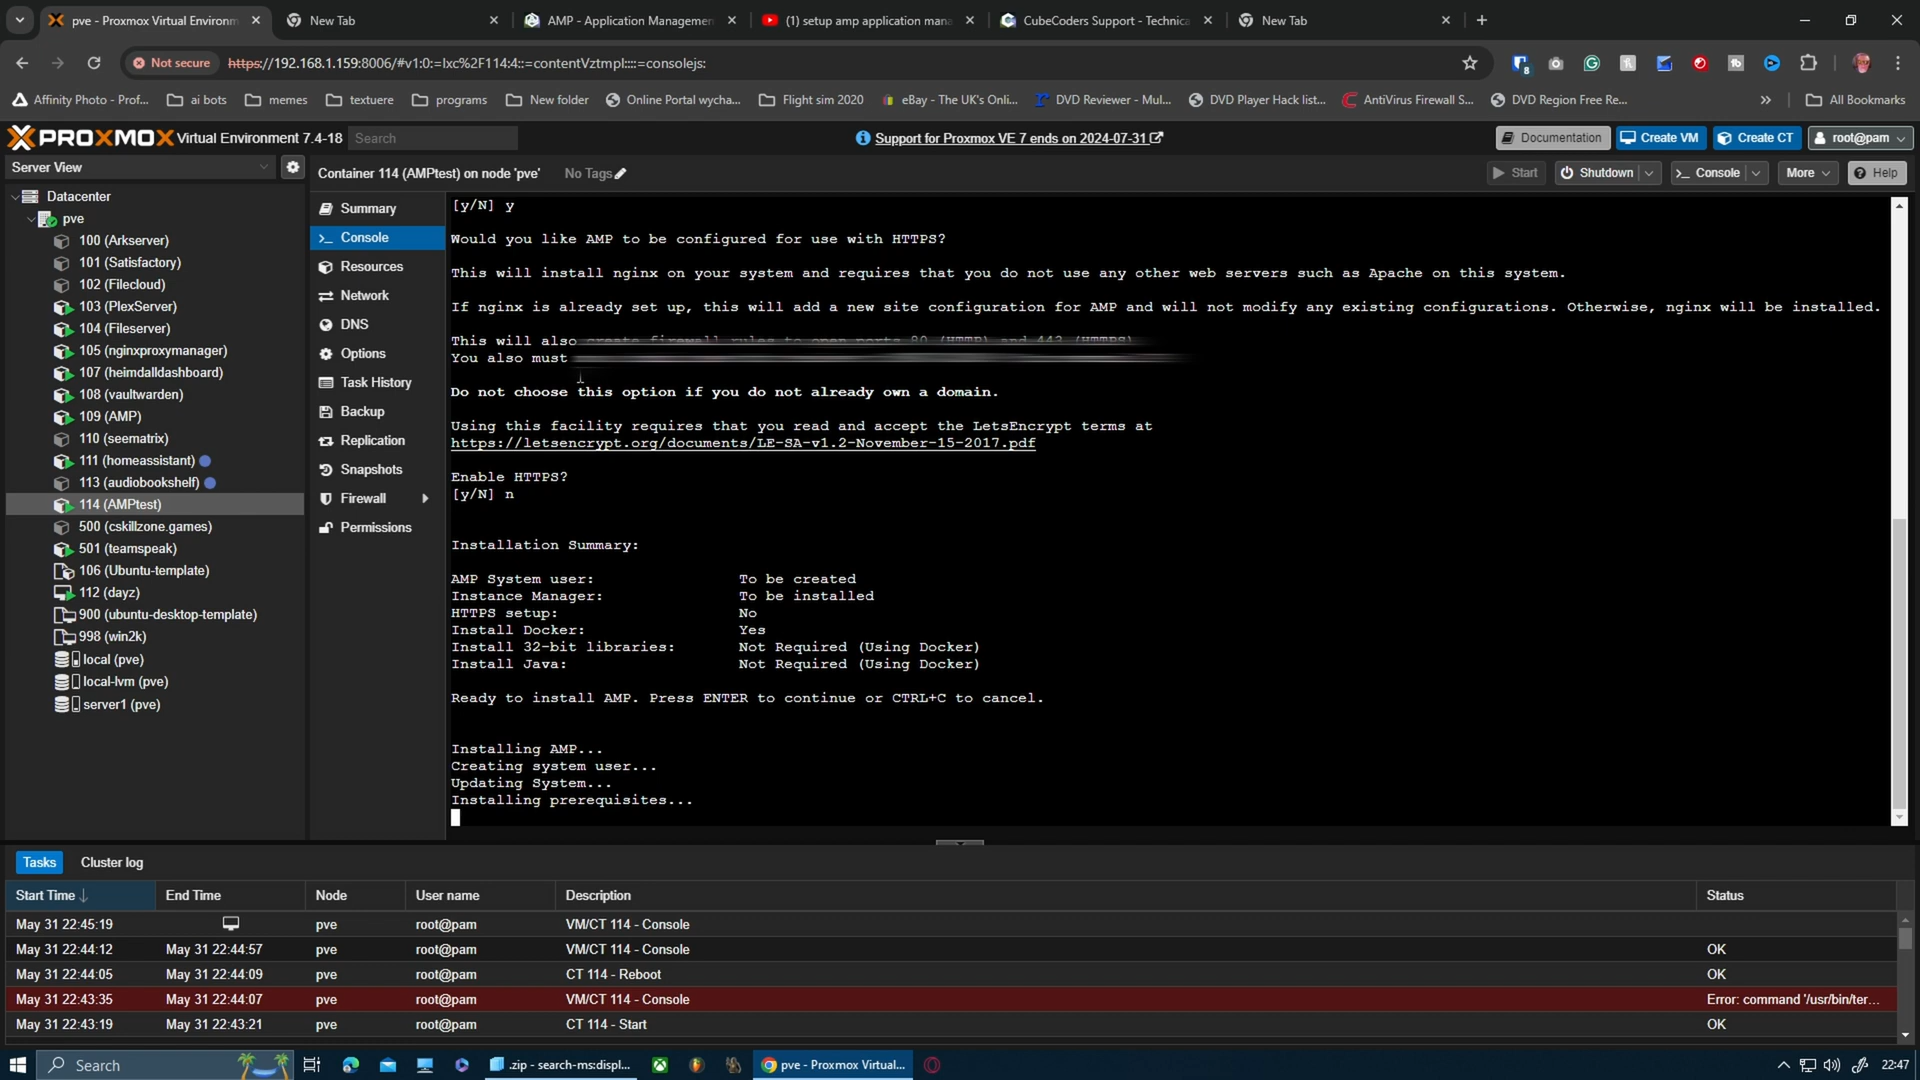 pve - Proxmox Virtual Environm
New Tab
AMP - Application Managemen
(1) setup amp application mana
CubeCoders Support - Technica
New Tab
Not secure
https://192.168.1.159:8006/#v1:0:=lxc%2F114:4::=contentVztmpl::::=consolejs:
8
Affinity Photo - Prof...
ai bots
memes
textuere
programs
New folder
Online Portal wycha...
Flight sim 2020
eBay - The UK's Onli...
DVD Reviewer - Mul...
DVD Player Hack list...
AntiVirus Firewall S...
DVD Region Free Re...
All Bookmarks
PROXMOX Virtual Environment 7.4-18
Search
Support for Proxmox VE 7 ends on 2024-07-31
Documentation
Create VM
Create CT
root@pam
Server View
Container 114 (AMPtest) on node 'pve'
No Tags
Start
Shutdown
Console
More
Help
Datacenter
pve
100 (Arkserver)
101 (Satisfactory)
102 (Filecloud)
103 (PlexServer)
104 (Fileserver)
105 (nginxproxymanager)
107 (heimdalldashboard)
108 (vaultwarden)
109 (AMP)
110 (seematrix)
111 (homeassistant)
113 (audiobookshelf)
114 (AMPtest)
500 (cskillzone.games)
501 (teamspeak)
106 (Ubuntu-template)
112 (dayz)
900 (ubuntu-desktop-template)
998 (win2k)
local (pve)
local-lvm (pve)
server1 (pve)
Summary
Console
Resources
Network
DNS
Options
Task History
Backup
Replication
Snapshots
Firewall
Permissions
[y/N] y
Would you like AMP to be configured for use with HTTPS?
This will install nginx on your system and requires that you do not use any other web servers such as Apache on this system.
If nginx is already set up, this will add a new site configuration for AMP and will not modify any existing configurations. Otherwise, nginx will be installed.
This will also create firewall rules to open ports 80 (HTTP) and 443 (HTTPS)
You also must
Do not choose this option if you do not already own a domain.
Using this facility requires that you read and accept the LetsEncrypt terms at
https://letsencrypt.org/documents/LE-SA-v1.2-November-15-2017.pdf
Enable HTTPS?
[y/N] n
Installation Summary:
AMP System user: To be created
Instance Manager: To be installed
HTTPS setup: No
Install Docker: Yes
Install 32-bit libraries: Not Required (Using Docker)
Install Java: Not Required (Using Docker)
Ready to install AMP. Press ENTER to continue or CTRL+C to cancel.
Installing AMP...
Creating system user...
Updating System...
Installing prerequisites...
Tasks
Cluster log
Start Time End Time Node User name Description Status
May 31 22:45:19 pve root@pam VM/CT 114 - Console
May 31 22:44:12 May 31 22:44:57 pve root@pam VM/CT 114 - Console OK
May 31 22:44:05 May 31 22:44:09 pve root@pam CT 114 - Reboot OK
May 31 22:43:35 May 31 22:44:07 pve root@pam VM/CT 114 - Console Error: command '/usr/bin/ter...
May 31 22:43:19 May 31 22:43:21 pve root@pam CT 114 - Start OK
Search
.zip - search-ms:displ...
pve - Proxmox Virtual...
22:47